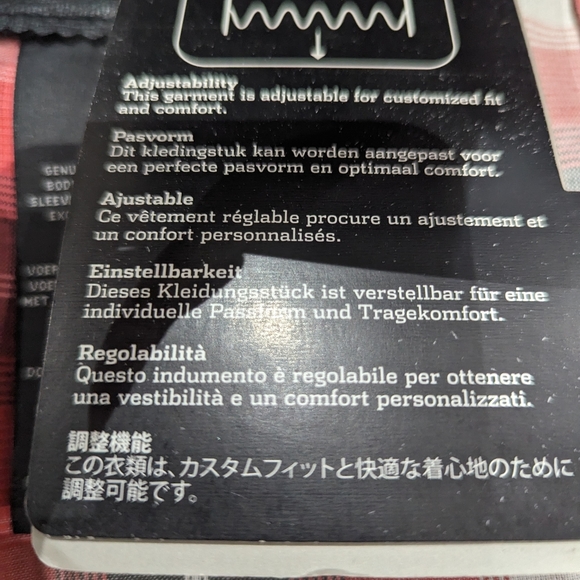 Adjustability
This garment is adjustable for customized fit
and comfort.
Pasvorm
Dit kledingstuk kan worden aangepast voor
een perfecte pasvorm en optimaal comfort.
Ajustable
Ce vêtement réglable procure un ajustement et
un confort personnalisés.
Einstellbarkeit
Dieses Kleidungsstück ist verstellbar für eine
individuelle Passform und Tragekomfort.
Regolabilità
Questo indumento è regolabile per ottenere
una vestibilità e un comfort personalizzati.
調整機能
この衣類は、カスタムフィットと快適な着心地のために
調整可能です。